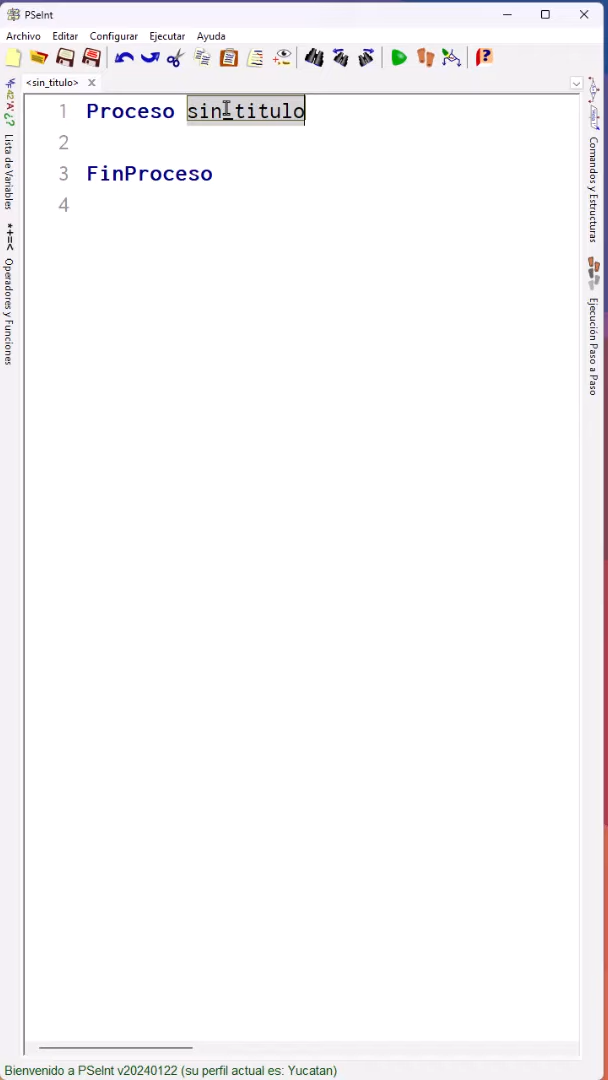 PSeInt
Archivo Editar Configurar Ejecutar Ayuda
<sin_titulo>
1 Proceso sin_titulo
2
3 FinProceso
4
Lista de Variables
Operadores y Funciones
Comandos y Estructuras
Ejecución Paso a Paso
Bienvenido a PSeInt v20240122 (su perfil actual es: Yucatan)